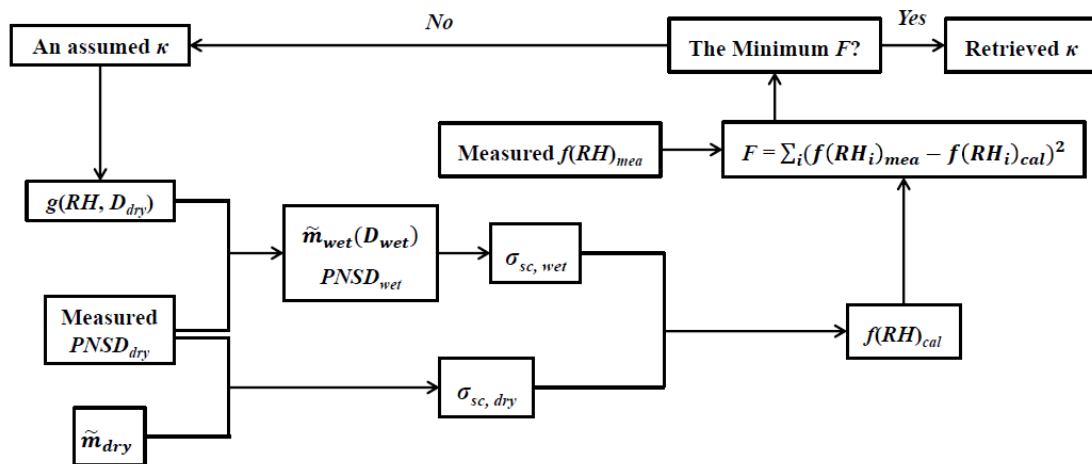 No
Yes
An assumed κ
The Minimum F?
Retrieved κ
Measured f(RH)mea
F = ∑i(f(RHi)mea − f(RHi)cal)²
g(RH, Ddry)
m̃wet(Dwet)
PNSDwet
σsc, wet
Measured
PNSDdry
f(RH)cal
σsc, dry
m̃dry